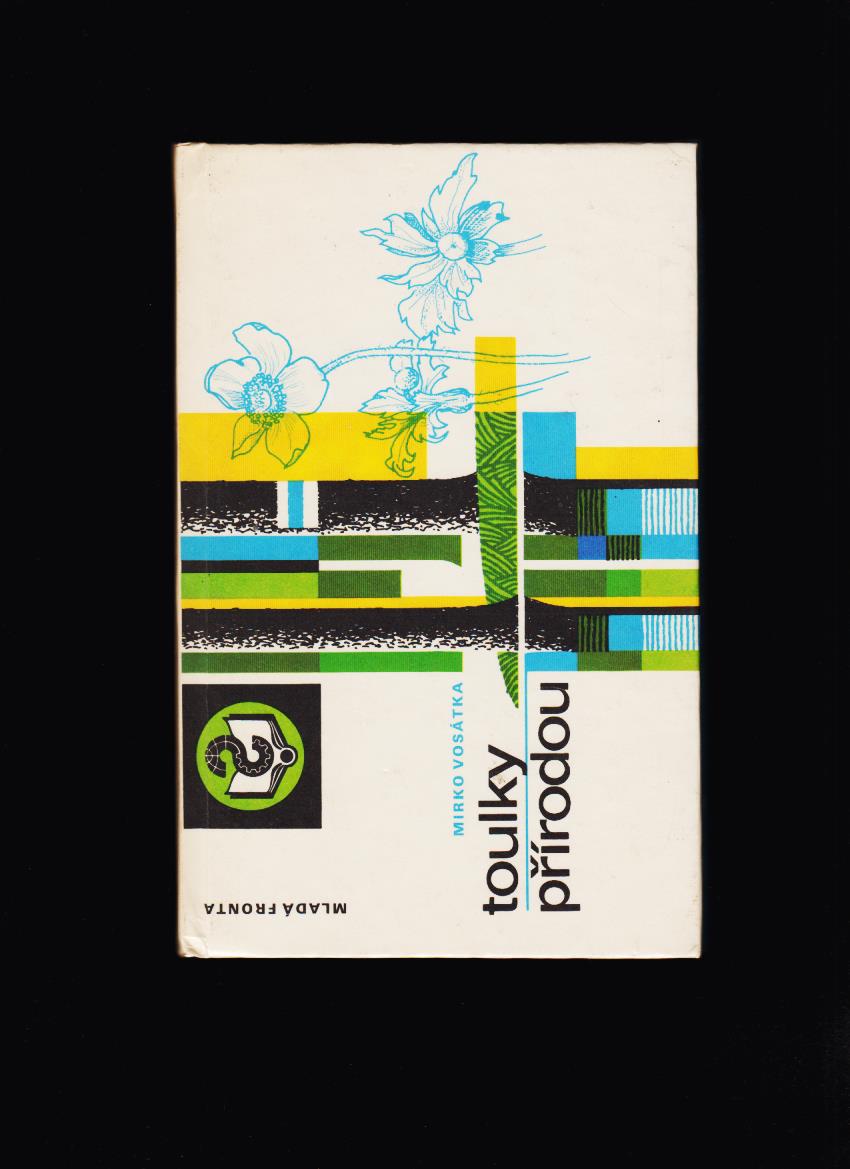 MIRKO VOSÁTKA
toulky
přírodou
MLADÁ FRONTA